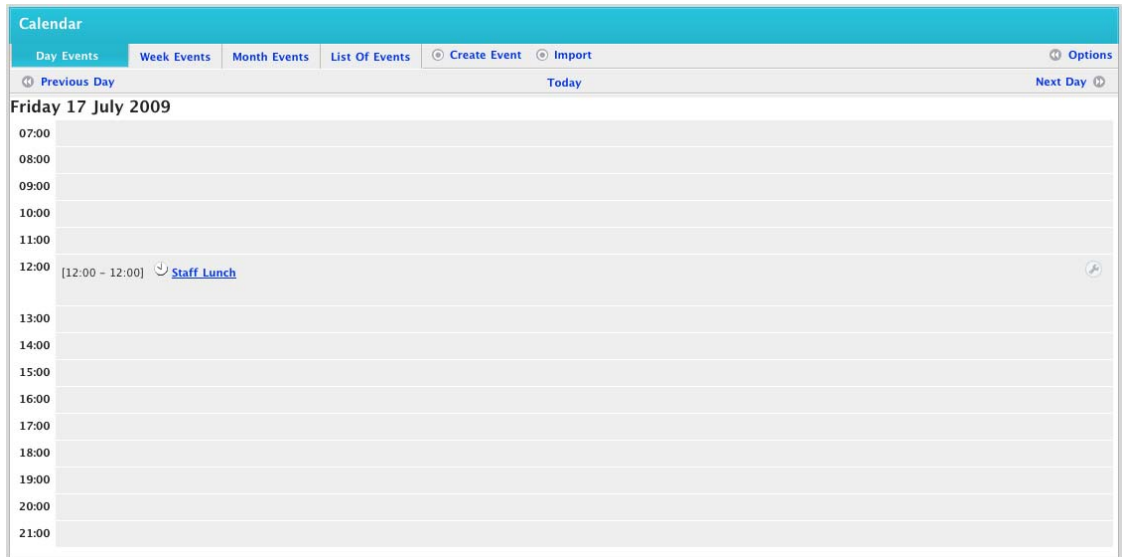 Calendar
Day Events Week Events Month Events List Of Events Create Event Import Options
Previous Day Today Next Day
Friday 17 July 2009
07:00
08:00
09:00
10:00
11:00
12:00 [12:00 – 12:00] Staff Lunch
13:00
14:00
15:00
16:00
17:00
18:00
19:00
20:00
21:00